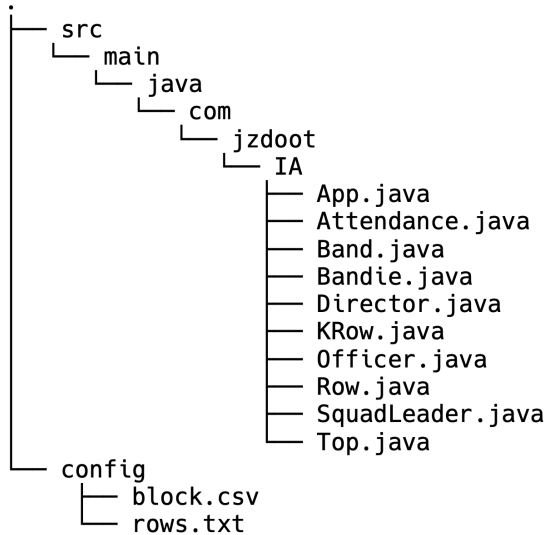 .
src
main
java
com
jzdoot
IA
App.java
Attendance.java
Band.java
Bandie.java
Director.java
KRow.java
Officer.java
Row.java
SquadLeader.java
Top.java
config
block.csv
rows.txt